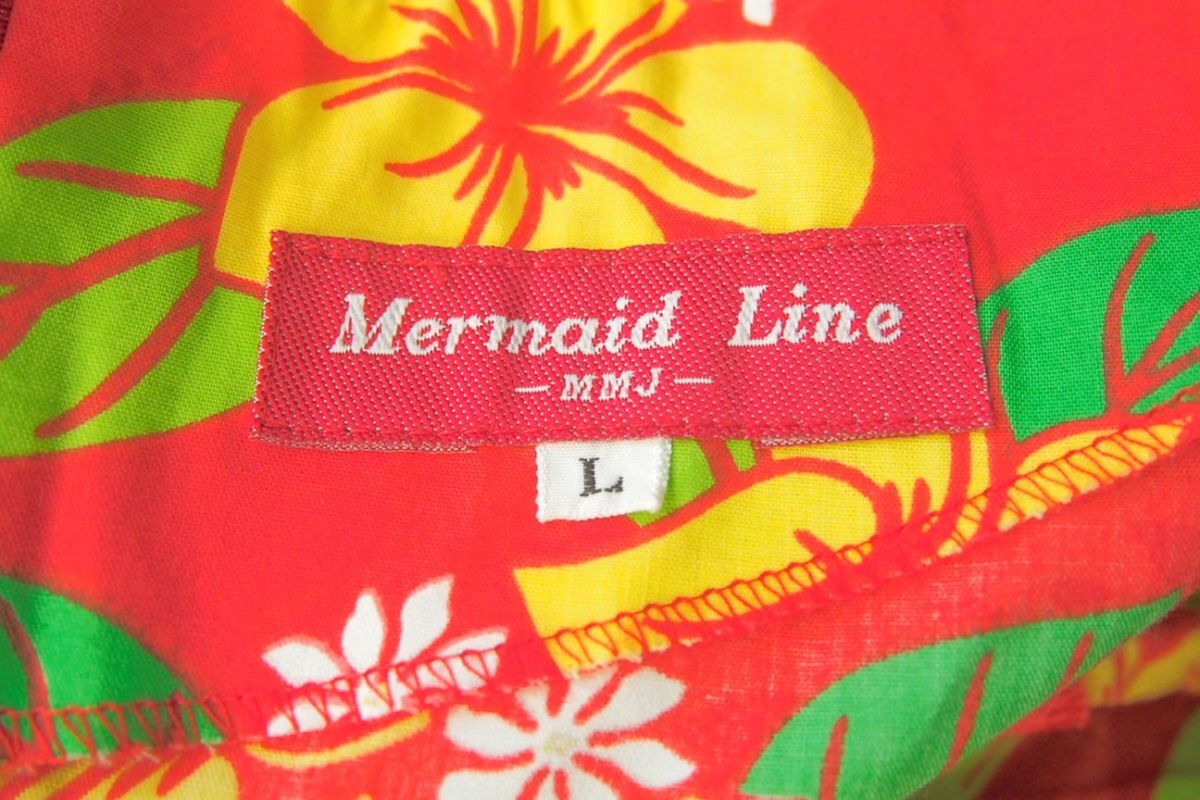 Mermaid Line
- MMJ -
L